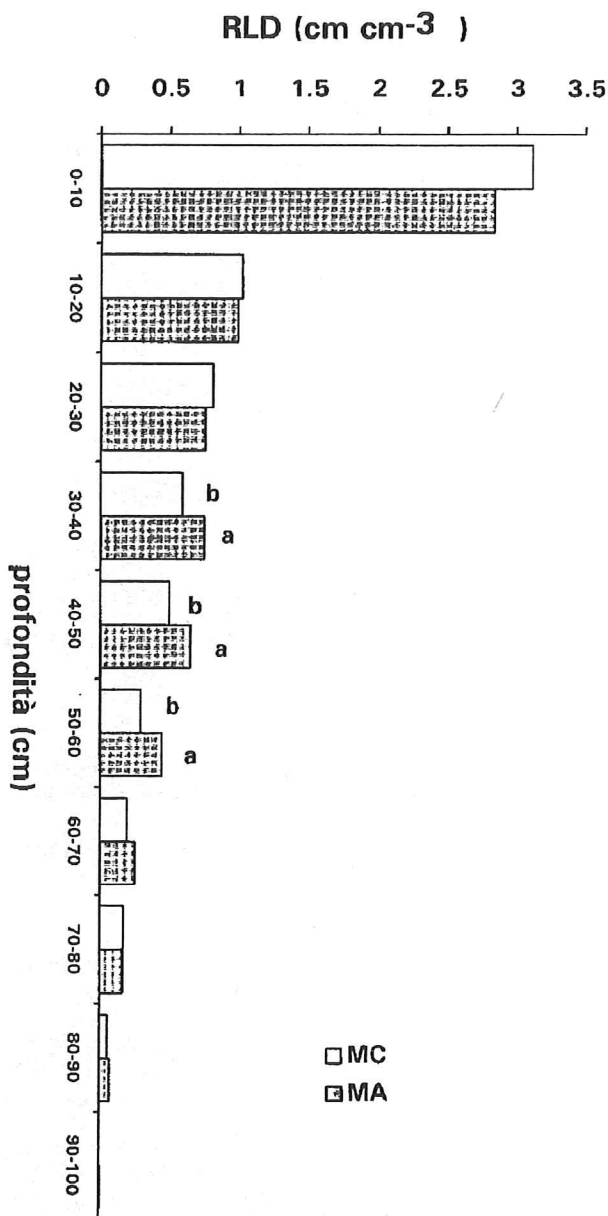 RLD (cm cm-3 )
0 0.5 1 1.5 2 2.5 3 3.5
0-10
10-20
20-30
30-40
40-50
50-60
60-70
70-80
80-90
90-100
b
a
b
a
b
a
profondità (cm)
MC
MA